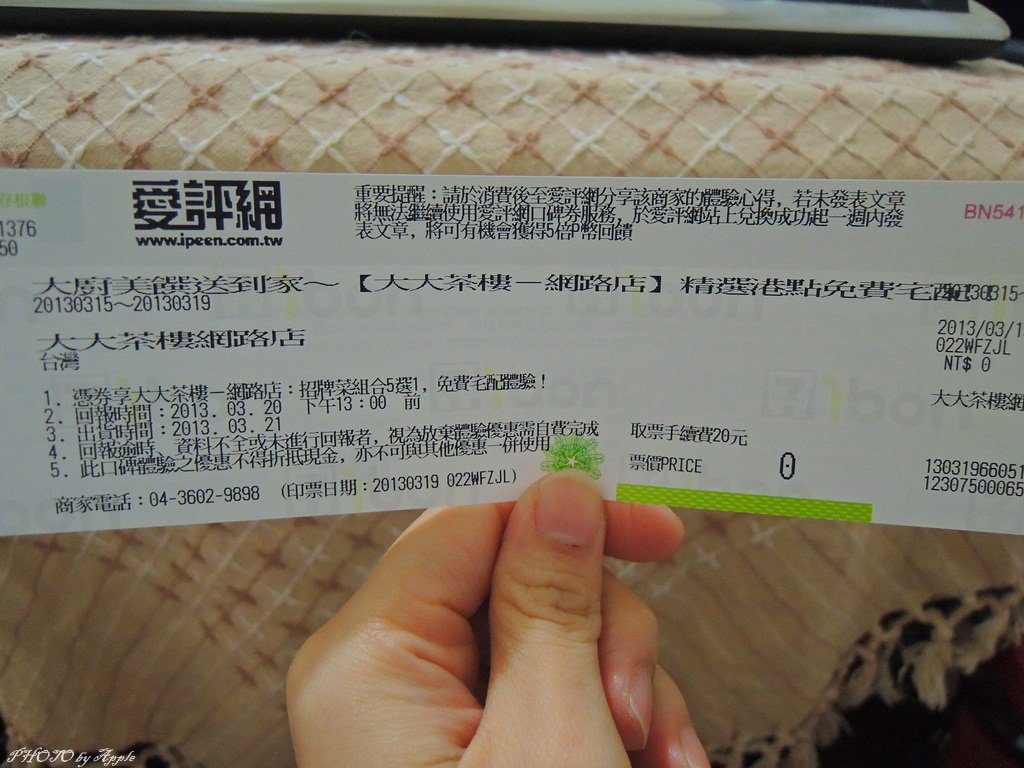 存根聯
1376
50
愛評網
www.ipeen.com.tw
重要提醒：請於消費後至愛評網分享該商家的體驗心得，若未發表文章
將無法繼續使用愛評網口碑券服務，於愛評網站上兌換成功起一週內發
表文章，將可有機會獲得5倍P幣回饋
BN541
大廚美饌送到家～【大大茶樓－網路店】精選港點免費宅
20130315～20130319
20130315~
大大茶樓網路店
台灣
2013/03/1
022WFZJL
NT$ 0
大大茶樓網
1. 憑券享大大茶樓－網路店：招牌菜組合5選1，免費宅配體驗！
2. 回報時間：2013. 03. 20 下午13：00 前
3. 出貨時間：2013. 03. 21
4. 回報逾時、資料不全或未進行回報者，視為放棄體驗優惠需自費完成
5. 此口碑體驗之優惠不得折抵現金，亦不可與其他優惠一併使用
商家電話：04-3602-9898 （印票日期：20130319 022WFZJL）
取票手續費20元
票價PRICE 0
13031966051
12307500065
PHOTO by Apple